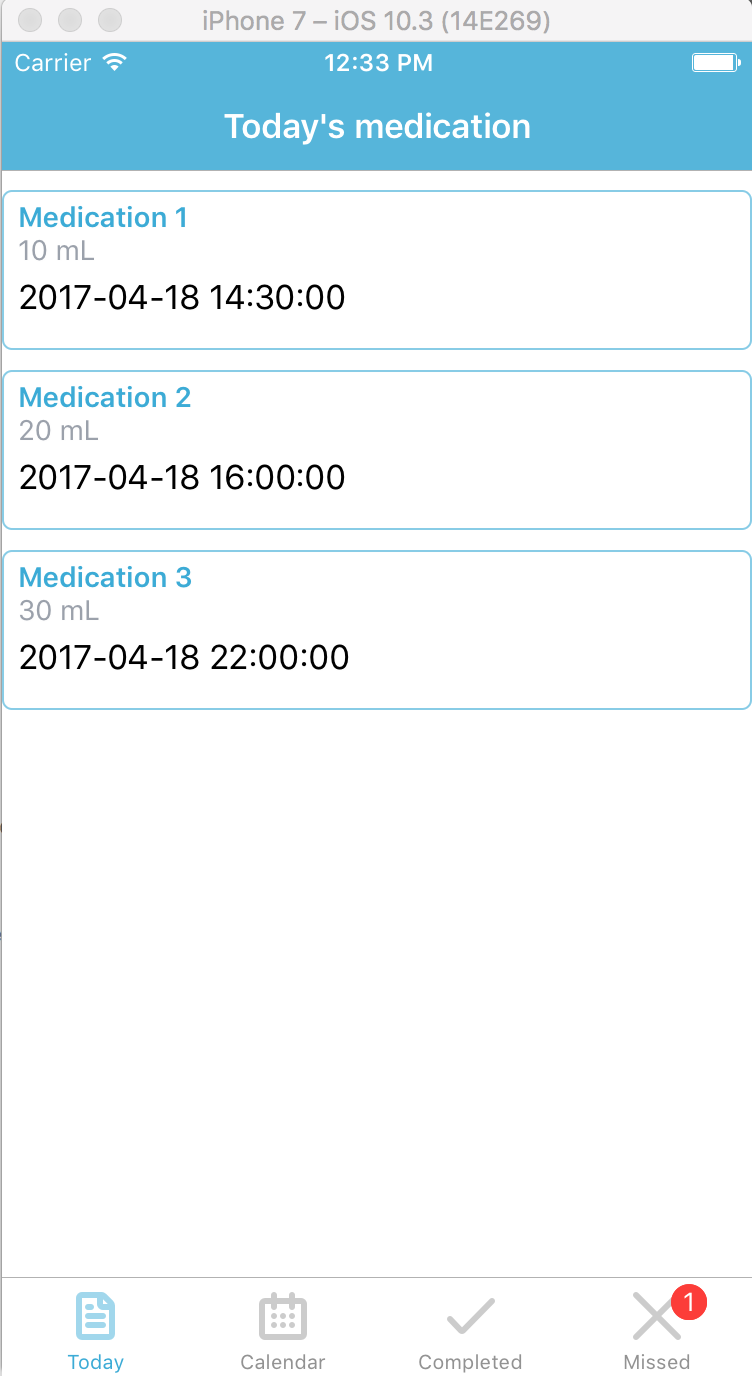 iPhone 7 – iOS 10.3 (14E269)
Carrier 12:33 PM
Today's medication
Medication 1
10 mL
2017-04-18 14:30:00
Medication 2
20 mL
2017-04-18 16:00:00
Medication 3
30 mL
2017-04-18 22:00:00
1
Today Calendar Completed Missed